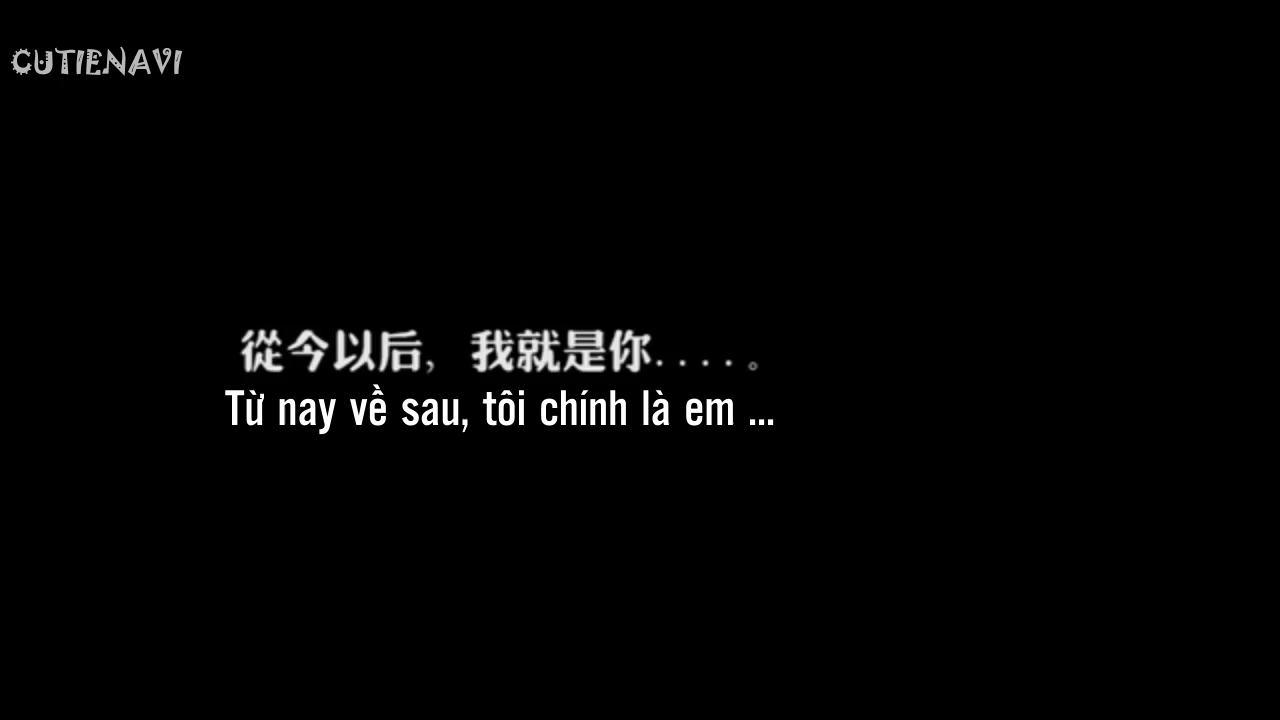 CUTIENAVI
從今以后, 我就是你....。
Từ nay về sau, tôi chính là em ...